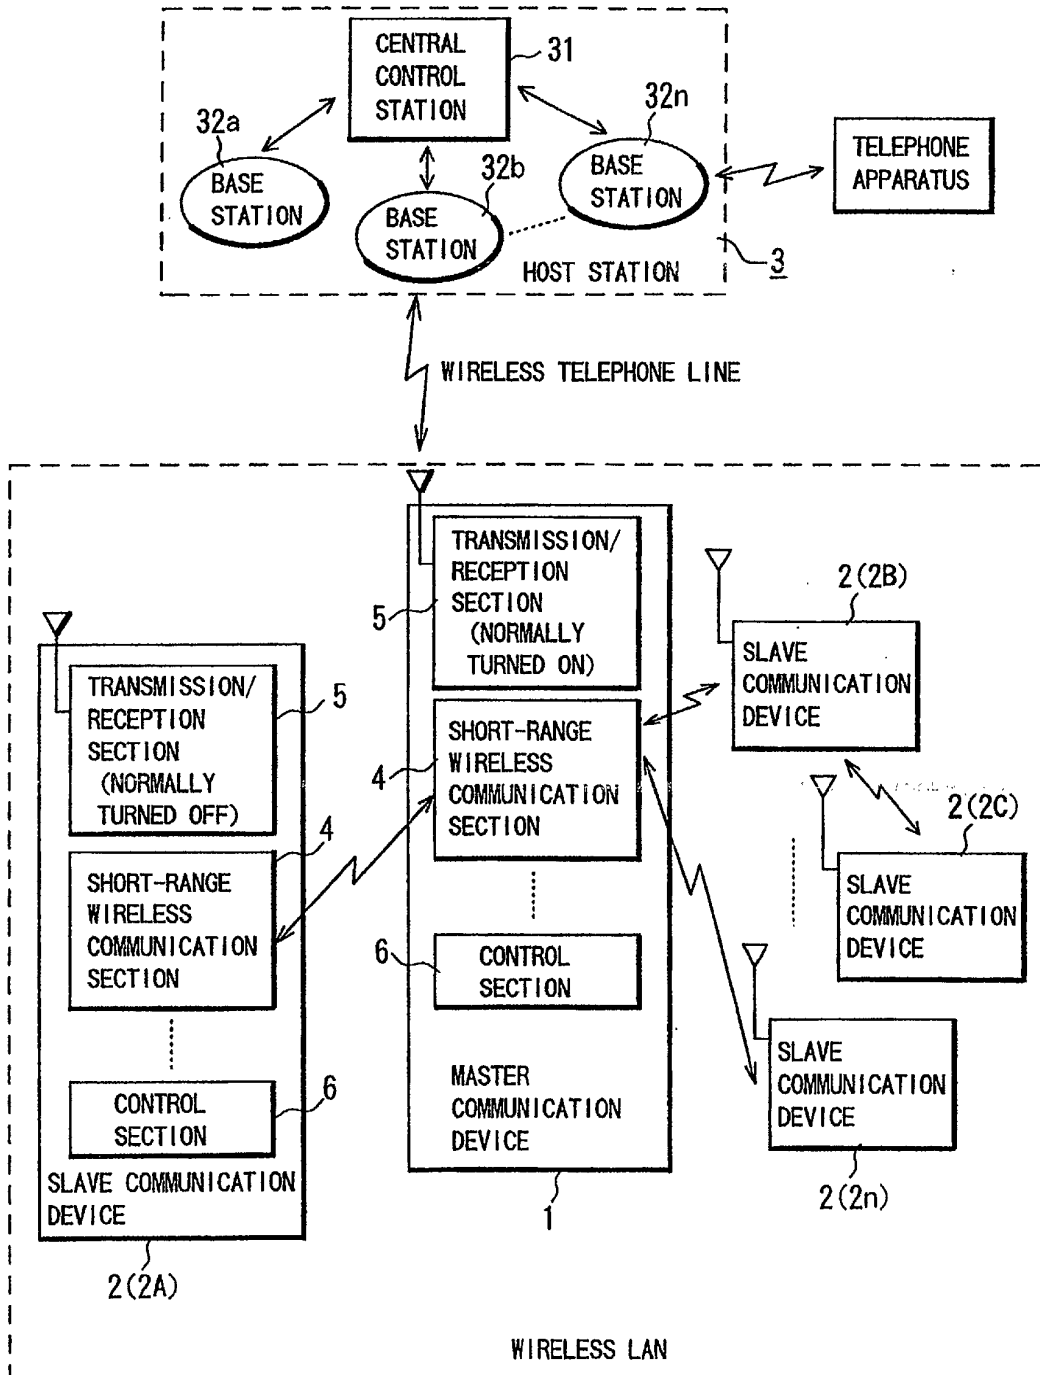 CENTRAL
CONTROL
STATION
31
32a
BASE
STATION
32b
BASE
STATION
32n
BASE
STATION
TELEPHONE
APPARATUS
HOST STATION
3
WIRELESS TELEPHONE LINE
TRANSMISSION/
RECEPTION
SECTION
(NORMALLY
TURNED OFF)
5
SHORT-RANGE
WIRELESS
COMMUNICATION
SECTION
4
CONTROL
SECTION
6
SLAVE COMMUNICATION
DEVICE
2(2A)
TRANSMISSION/
RECEPTION
SECTION
(NORMALLY
TURNED ON)
5
SHORT-RANGE
WIRELESS
COMMUNICATION
SECTION
4
CONTROL
SECTION
6
MASTER
COMMUNICATION
DEVICE
1
2(2B)
SLAVE
COMMUNICATION
DEVICE
2(2C)
SLAVE
COMMUNICATION
DEVICE
SLAVE
COMMUNICATION
DEVICE
2(2n)
WIRELESS LAN